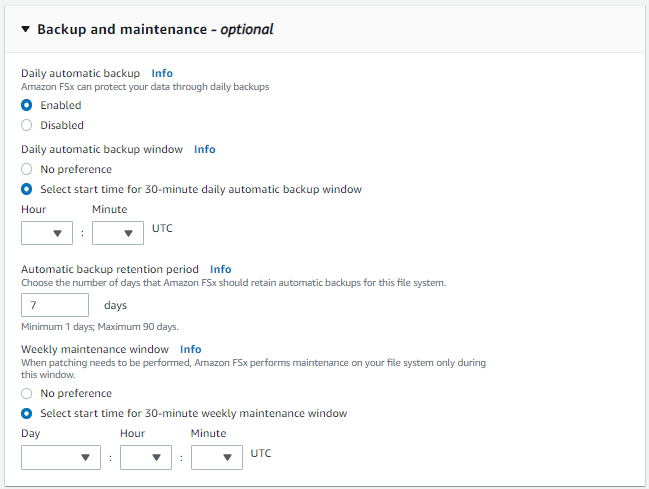 Backup and maintenance - optional
Daily automatic backup Info
Amazon FSx can protect your data through daily backups
Enabled
Disabled
Daily automatic backup window Info
No preference
Select start time for 30-minute daily automatic backup window
Hour Minute
: UTC
Automatic backup retention period Info
Choose the number of days that Amazon FSx should retain automatic backups for this file system.
7 days
Minimum 1 days; Maximum 90 days.
Weekly maintenance window Info
When patching needs to be performed, Amazon FSx performs maintenance on your file system only during
this window.
No preference
Select start time for 30-minute weekly maintenance window
Day Hour Minute
: : UTC